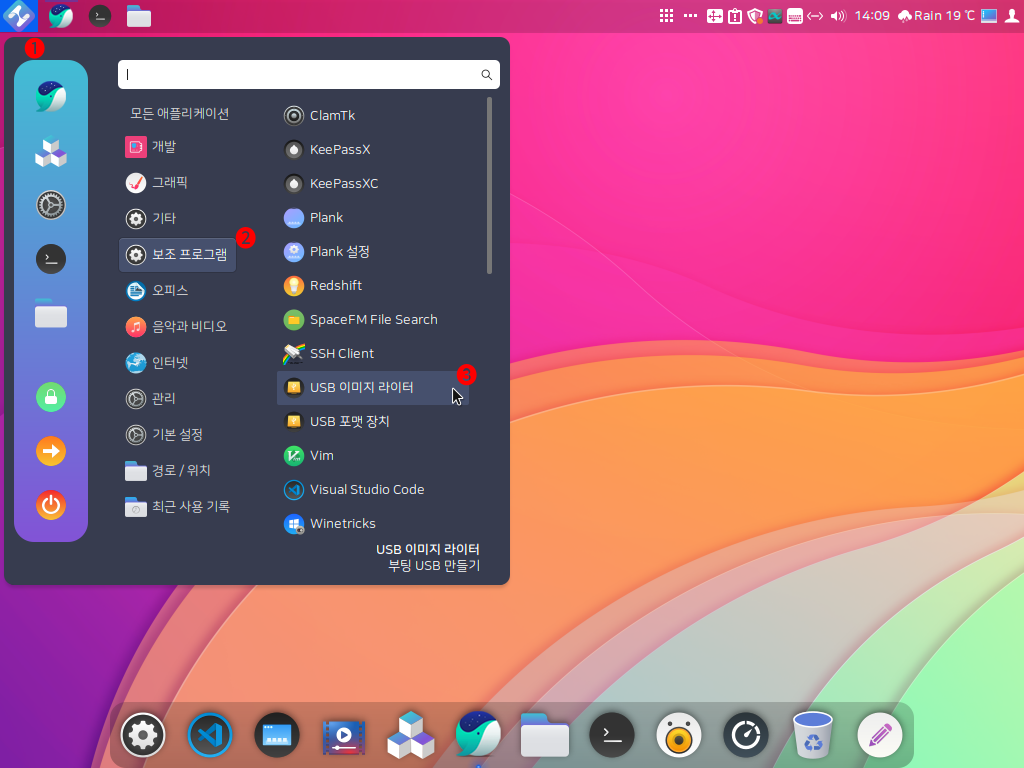 14:09
Rain 19 ℃
1
모든 애플리케이션
개발
그래픽
기타
보조 프로그램
2
오피스
음악과 비디오
인터넷
관리
기본 설정
경로 / 위치
최근 사용 기록
ClamTk
KeePassX
KeePassXC
Plank
Plank 설정
Redshift
SpaceFM File Search
SSH Client
USB 이미지 라이터
3
USB 포맷 장치
Vim
Visual Studio Code
Winetricks
USB 이미지 라이터
부팅 USB 만들기